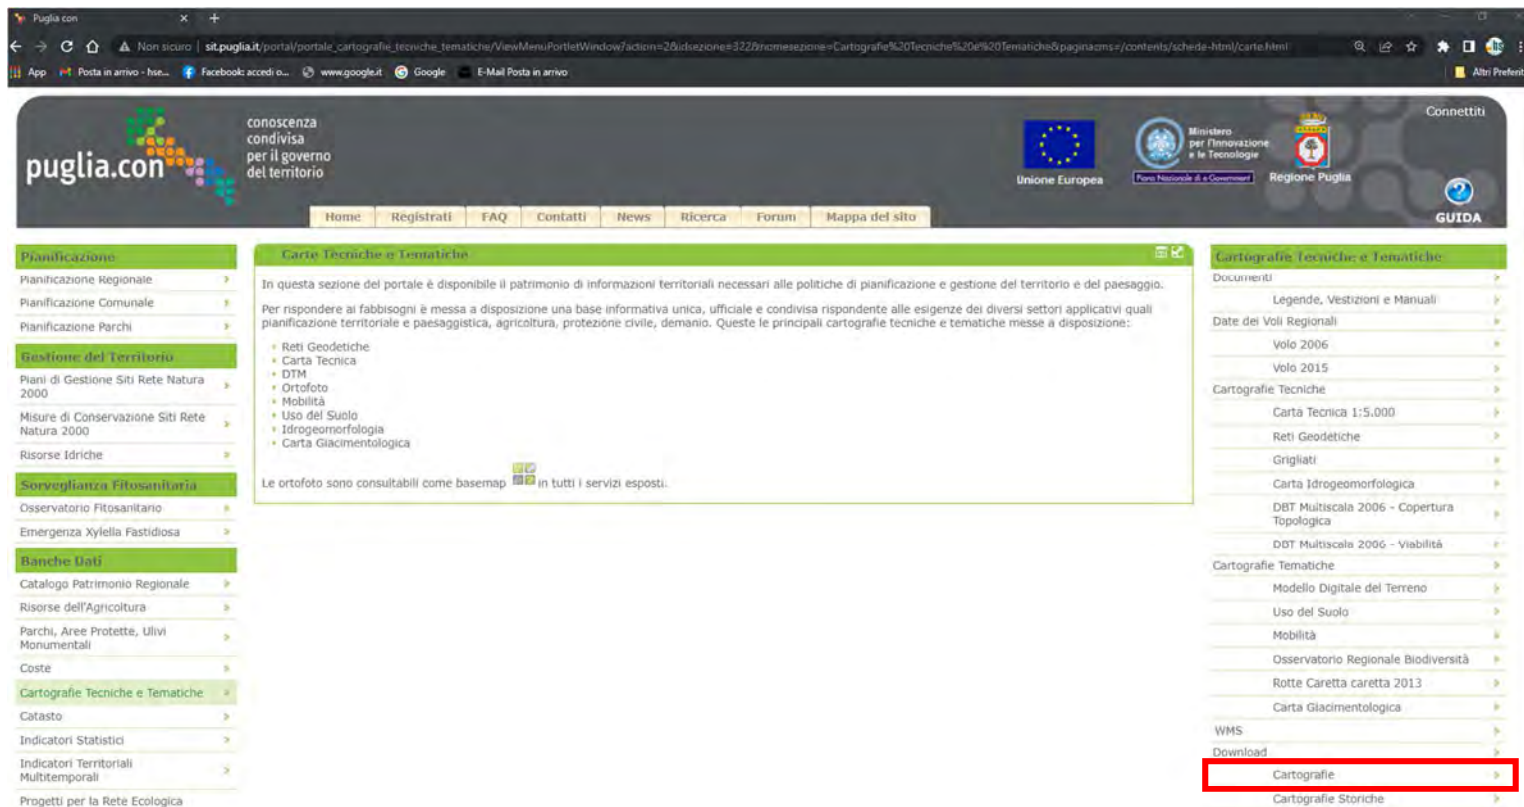 Puglia con
Non sicuro | sit.puglia.it/portal/portale_cartografie_tecniche_tematiche/ViewMenuPortletWindow?action=2&idsezione=322&nomesezione=Cartografie%20Tecniche%20e%20Tematiche&paginacms=/contents/schede-html/carte.html
App
Posta in arrivo - hse...
Facebook: accedi o...
www.google.it
Google
E-Mail Posta in arrivo
Altri Preferit
puglia.con
conoscenza
condivisa
per il governo
del territorio
Unione Europea
Ministero
per l'Innovazione
e le Tecnologie
Piano Nazionale di e-Government
Regione Puglia
Connettiti
GUIDA
Home
Registrati
FAQ
Contatti
News
Ricerca
Forum
Mappa del sito
Pianificazione
Pianificazione Regionale
Pianificazione Comunale
Pianificazione Parchi
Gestione del Territorio
Piani di Gestione Siti Rete Natura
2000
Misure di Conservazione Siti Rete
Natura 2000
Risorse Idriche
Sorveglianza Fitosanitaria
Osservatorio Fitosanitario
Emergenza Xylella Fastidiosa
Banche Dati
Catalogo Patrimonio Regionale
Risorse dell'Agricoltura
Parchi, Aree Protette, Ulivi
Monumentali
Coste
Cartografie Tecniche e Tematiche
Catasto
Indicatori Statistici
Indicatori Territoriali
Multitemporali
Progetti per la Rete Ecologica
Carte Tecniche e Tematiche
In questa sezione del portale è disponibile il patrimonio di informazioni territoriali necessari alle politiche di pianificazione e gestione del territorio e del paesaggio.
Per rispondere ai fabbisogni è messa a disposizione una base informativa unica, ufficiale e condivisa rispondente alle esigenze dei diversi settori applicativi quali
pianificazione territoriale e paesaggistica, agricoltura, protezione civile, demanio. Queste le principali cartografie tecniche e tematiche messe a disposizione:
Reti Geodetiche
Carta Tecnica
DTM
Ortofoto
Mobilità
Uso del Suolo
Idrogeomorfologia
Carta Giacimentologica
Le ortofoto sono consultabili come basemap in tutti i servizi esposti.
Cartografie Tecniche e Tematiche
Documenti
Legende, Vestizioni e Manuali
Date dei Voli Regionali
Volo 2006
Volo 2015
Cartografie Tecniche
Carta Tecnica 1:5.000
Reti Geodetiche
Grigliati
Carta Idrogeomorfologica
DBT Multiscala 2006 - Copertura
Topologica
DBT Multiscala 2006 - Viabilità
Cartografie Tematiche
Modello Digitale del Terreno
Uso del Suolo
Mobilità
Osservatorio Regionale Biodiversità
Rotte Caretta caretta 2013
Carta Giacimentologica
WMS
Download
Cartografie
Cartografie Storiche